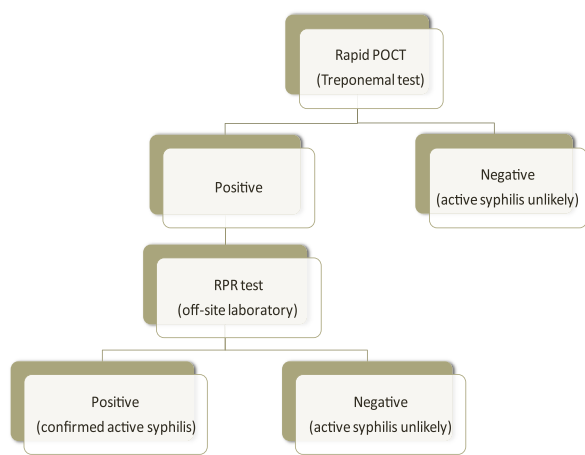 Rapid POCT
(Treponemal test)
Positive
Negative
(active syphilis unlikely)
RPR test
(off-site laboratory)
Positive
(confirmed active syphilis)
Negative
(active syphilis unlikely)